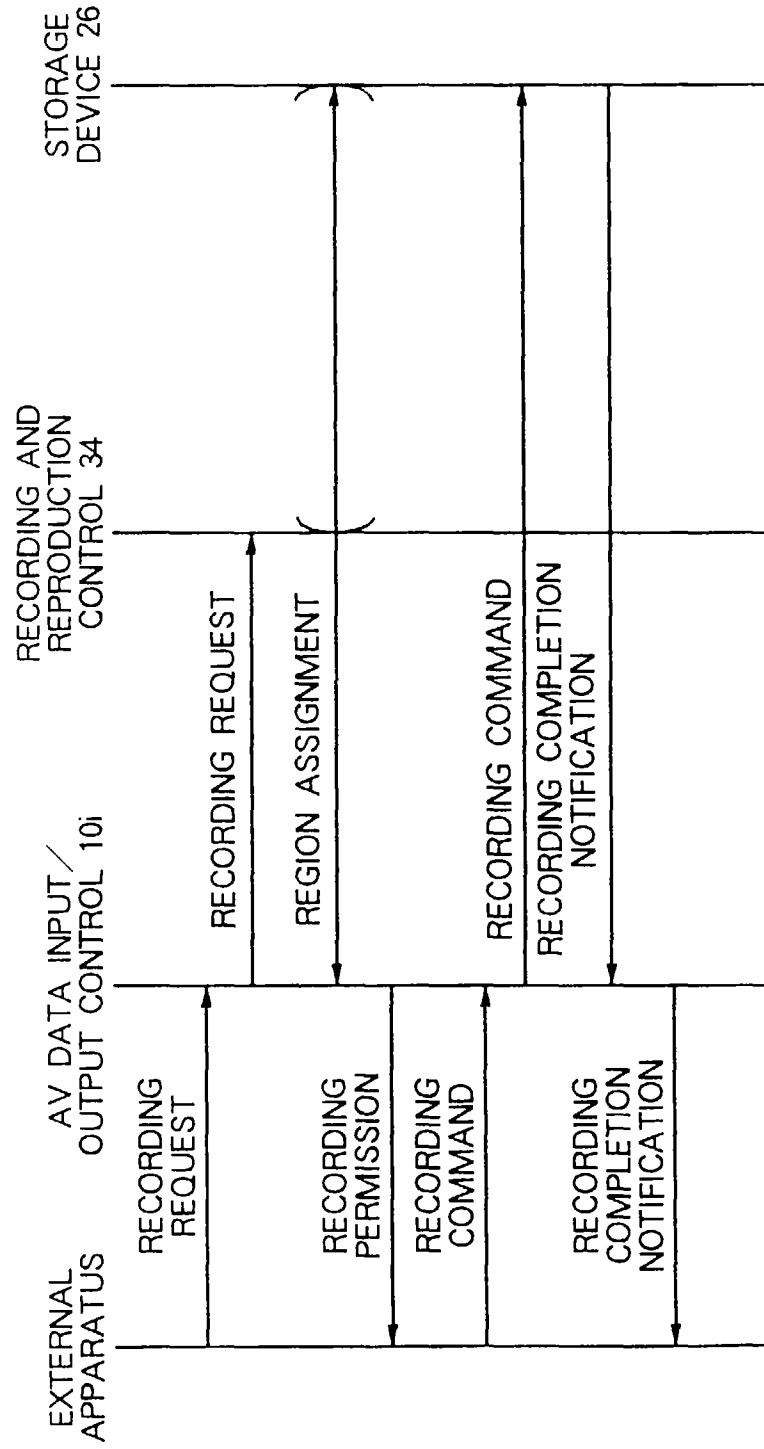 EXTERNAL
APPARATUS
AV DATA INPUT/
OUTPUT CONTROL 10i
RECORDING AND
REPRODUCTION
CONTROL 34
STORAGE
DEVICE 26
RECORDING
REQUEST
RECORDING REQUEST
REGION ASSIGNMENT
RECORDING
PERMISSION
RECORDING
COMMAND
RECORDING COMMAND
RECORDING COMPLETION
NOTIFICATION
RECORDING
COMPLETION
NOTIFICATION